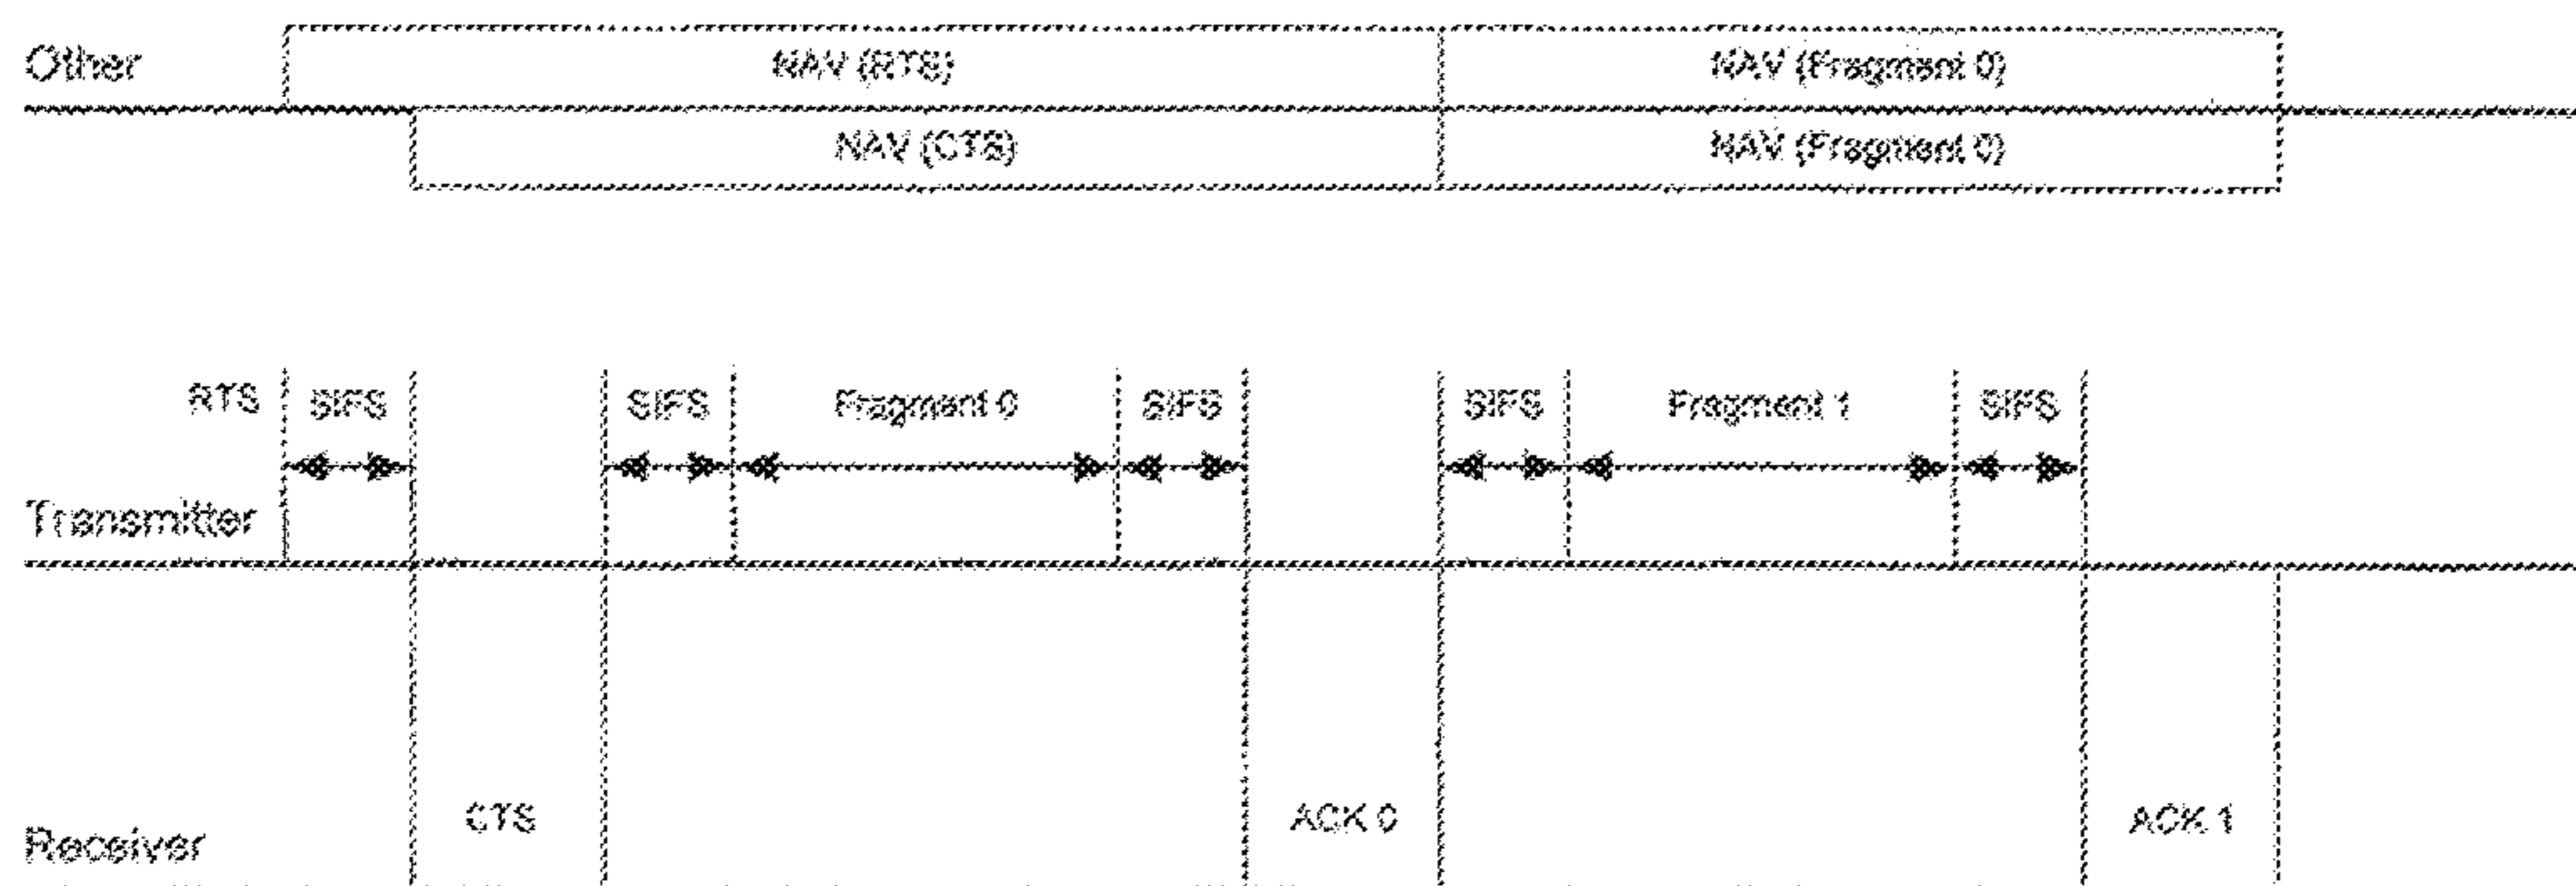 Other
NAV (RTS)
NAV (Fragment 0)
NAV (CTS)
NAV (Fragment 0)
RTS
SIFS
SIFS
Fragment 0
SIFS
SIFS
Fragment 1
SIFS
Transmitter
CTS
ACK 0
ACK 1
Receiver